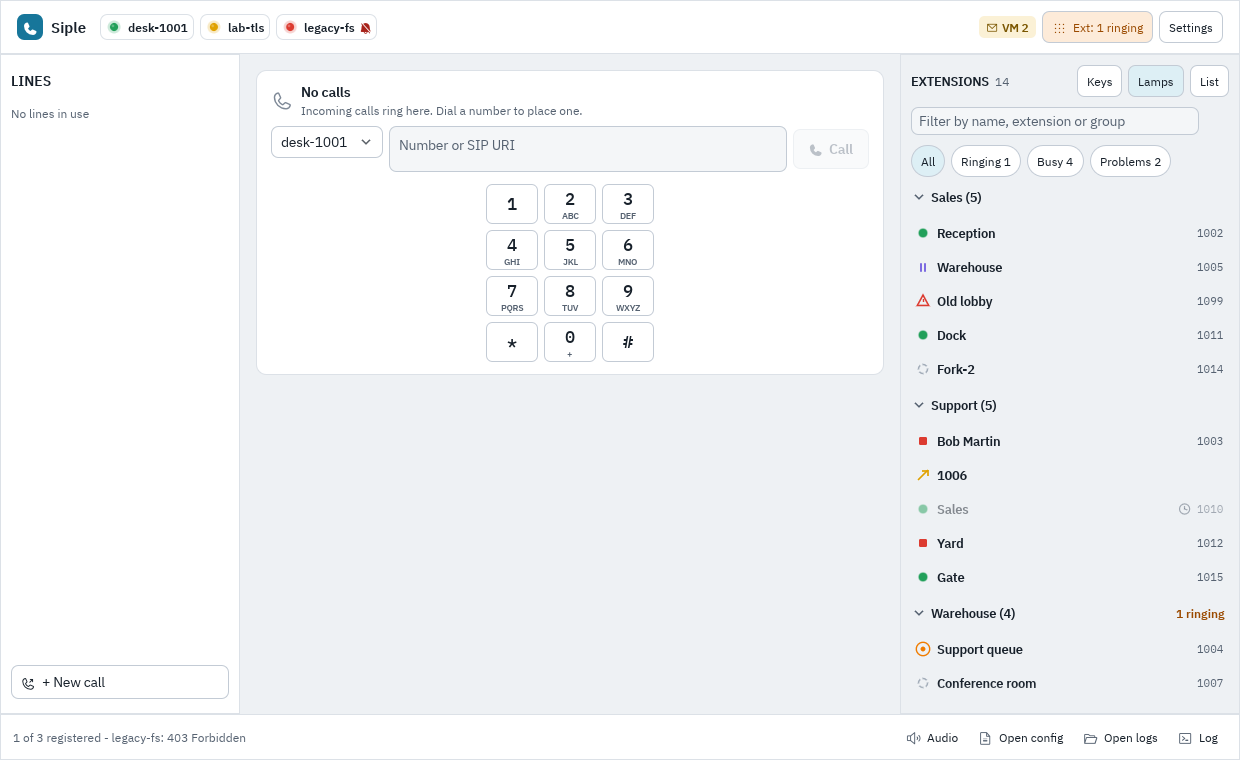 Siple
desk-1001
lab-tls
legacy-fs
VM 2
Ext: 1 ringing
Settings
LINES
No lines in use
+ New call
No calls
Incoming calls ring here. Dial a number to place one.
desk-1001
Number or SIP URI
Call
1
2
ABC
3
DEF
4
GHI
5
JKL
6
MNO
7
PQRS
8
TUV
9
WXYZ
*
0
+
#
EXTENSIONS 14
Keys
Lamps
List
Filter by name, extension or group
All
Ringing 1
Busy 4
Problems 2
Sales (5)
Reception 1002
Warehouse 1005
Old lobby 1099
Dock 1011
Fork-2 1014
Support (5)
Bob Martin 1003
1006
Sales 1010
Yard 1012
Gate 1015
Warehouse (4) 1 ringing
Support queue 1004
Conference room 1007
1 of 3 registered - legacy-fs: 403 Forbidden
Audio
Open config
Open logs
Log